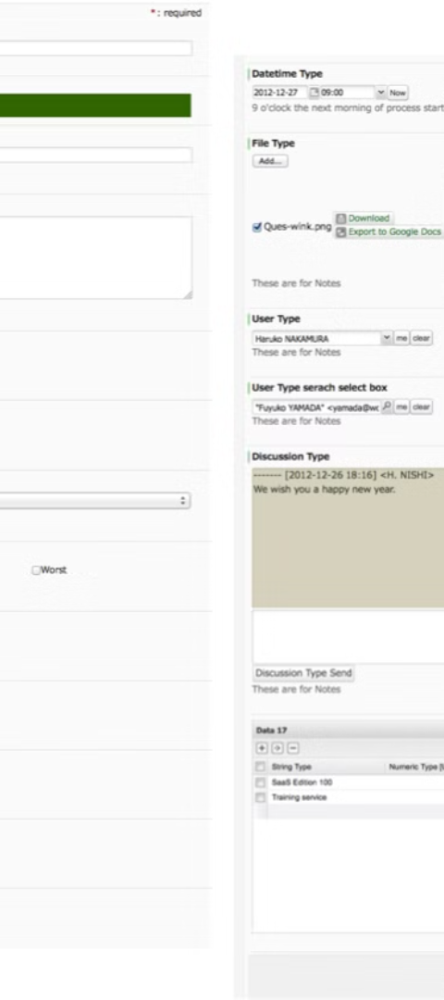 *: required
Worst
Datetime Type
2012-12-27 09:00 Now
9 o'clock the next morning of process start
File Type
Add...
Ques-wink.png Download
Export to Google Docs
These are for Notes
User Type
Haruko NAKAMURA me clear
These are for Notes
User Type serach select box
"Fuyuko YAMADA" <yamada@wo me clear
These are for Notes
Discussion Type
------- [2012-12-26 18:16] <H. NISHI>
We wish you a happy new year.
Discussion Type Send
These are for Notes
Data 17
String Type Numeric Type
SaaS Edition 100
Training service